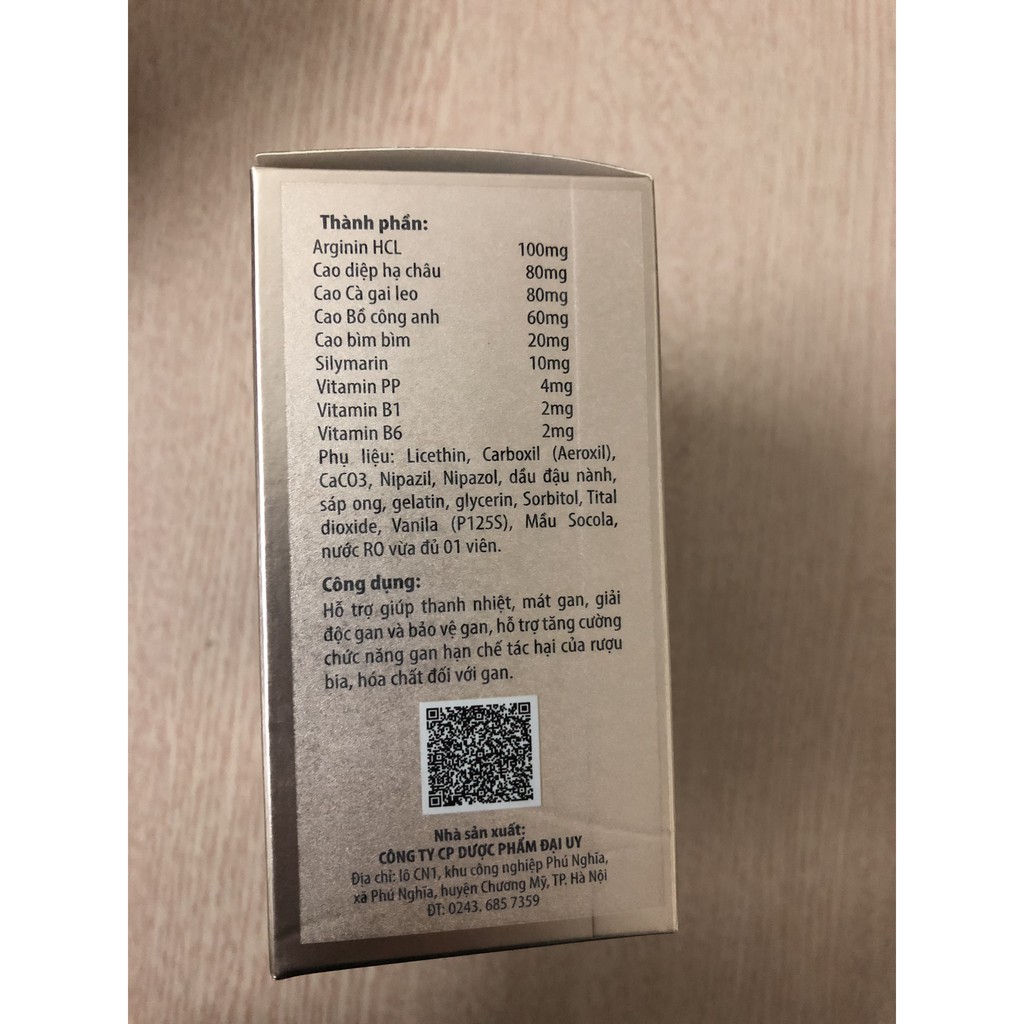 Thành phần:
Arginin HCL 100mg
Cao diệp hạ châu 80mg
Cao Cà gai leo 80mg
Cao Bồ công anh 60mg
Cao bìm bìm 20mg
Silymarin 10mg
Vitamin PP 4mg
Vitamin B1 2mg
Vitamin B6 2mg
Phụ liệu: Licethin, Carboxil (Aeroxil),
CaCO3, Nipazil, Nipazol, dầu đậu nành,
sáp ong, gelatin, glycerin, Sorbitol, Tital
dioxide, Vanila (P125S), Mầu Socola,
nước RO vừa đủ 01 viên.
Công dụng:
Hỗ trợ giúp thanh nhiệt, mát gan, giải
độc gan và bảo vệ gan, hỗ trợ tăng cường
chức năng gan hạn chế tác hại của rượu
bia, hóa chất đối với gan.
Nhà sản xuất:
CÔNG TY CP DƯỢC PHẨM ĐẠI UY
Địa chỉ: lô CN1, khu công nghiệp Phú Nghĩa,
xã Phú Nghĩa, huyện Chương Mỹ, TP. Hà Nội
ĐT: 0243. 685 7359